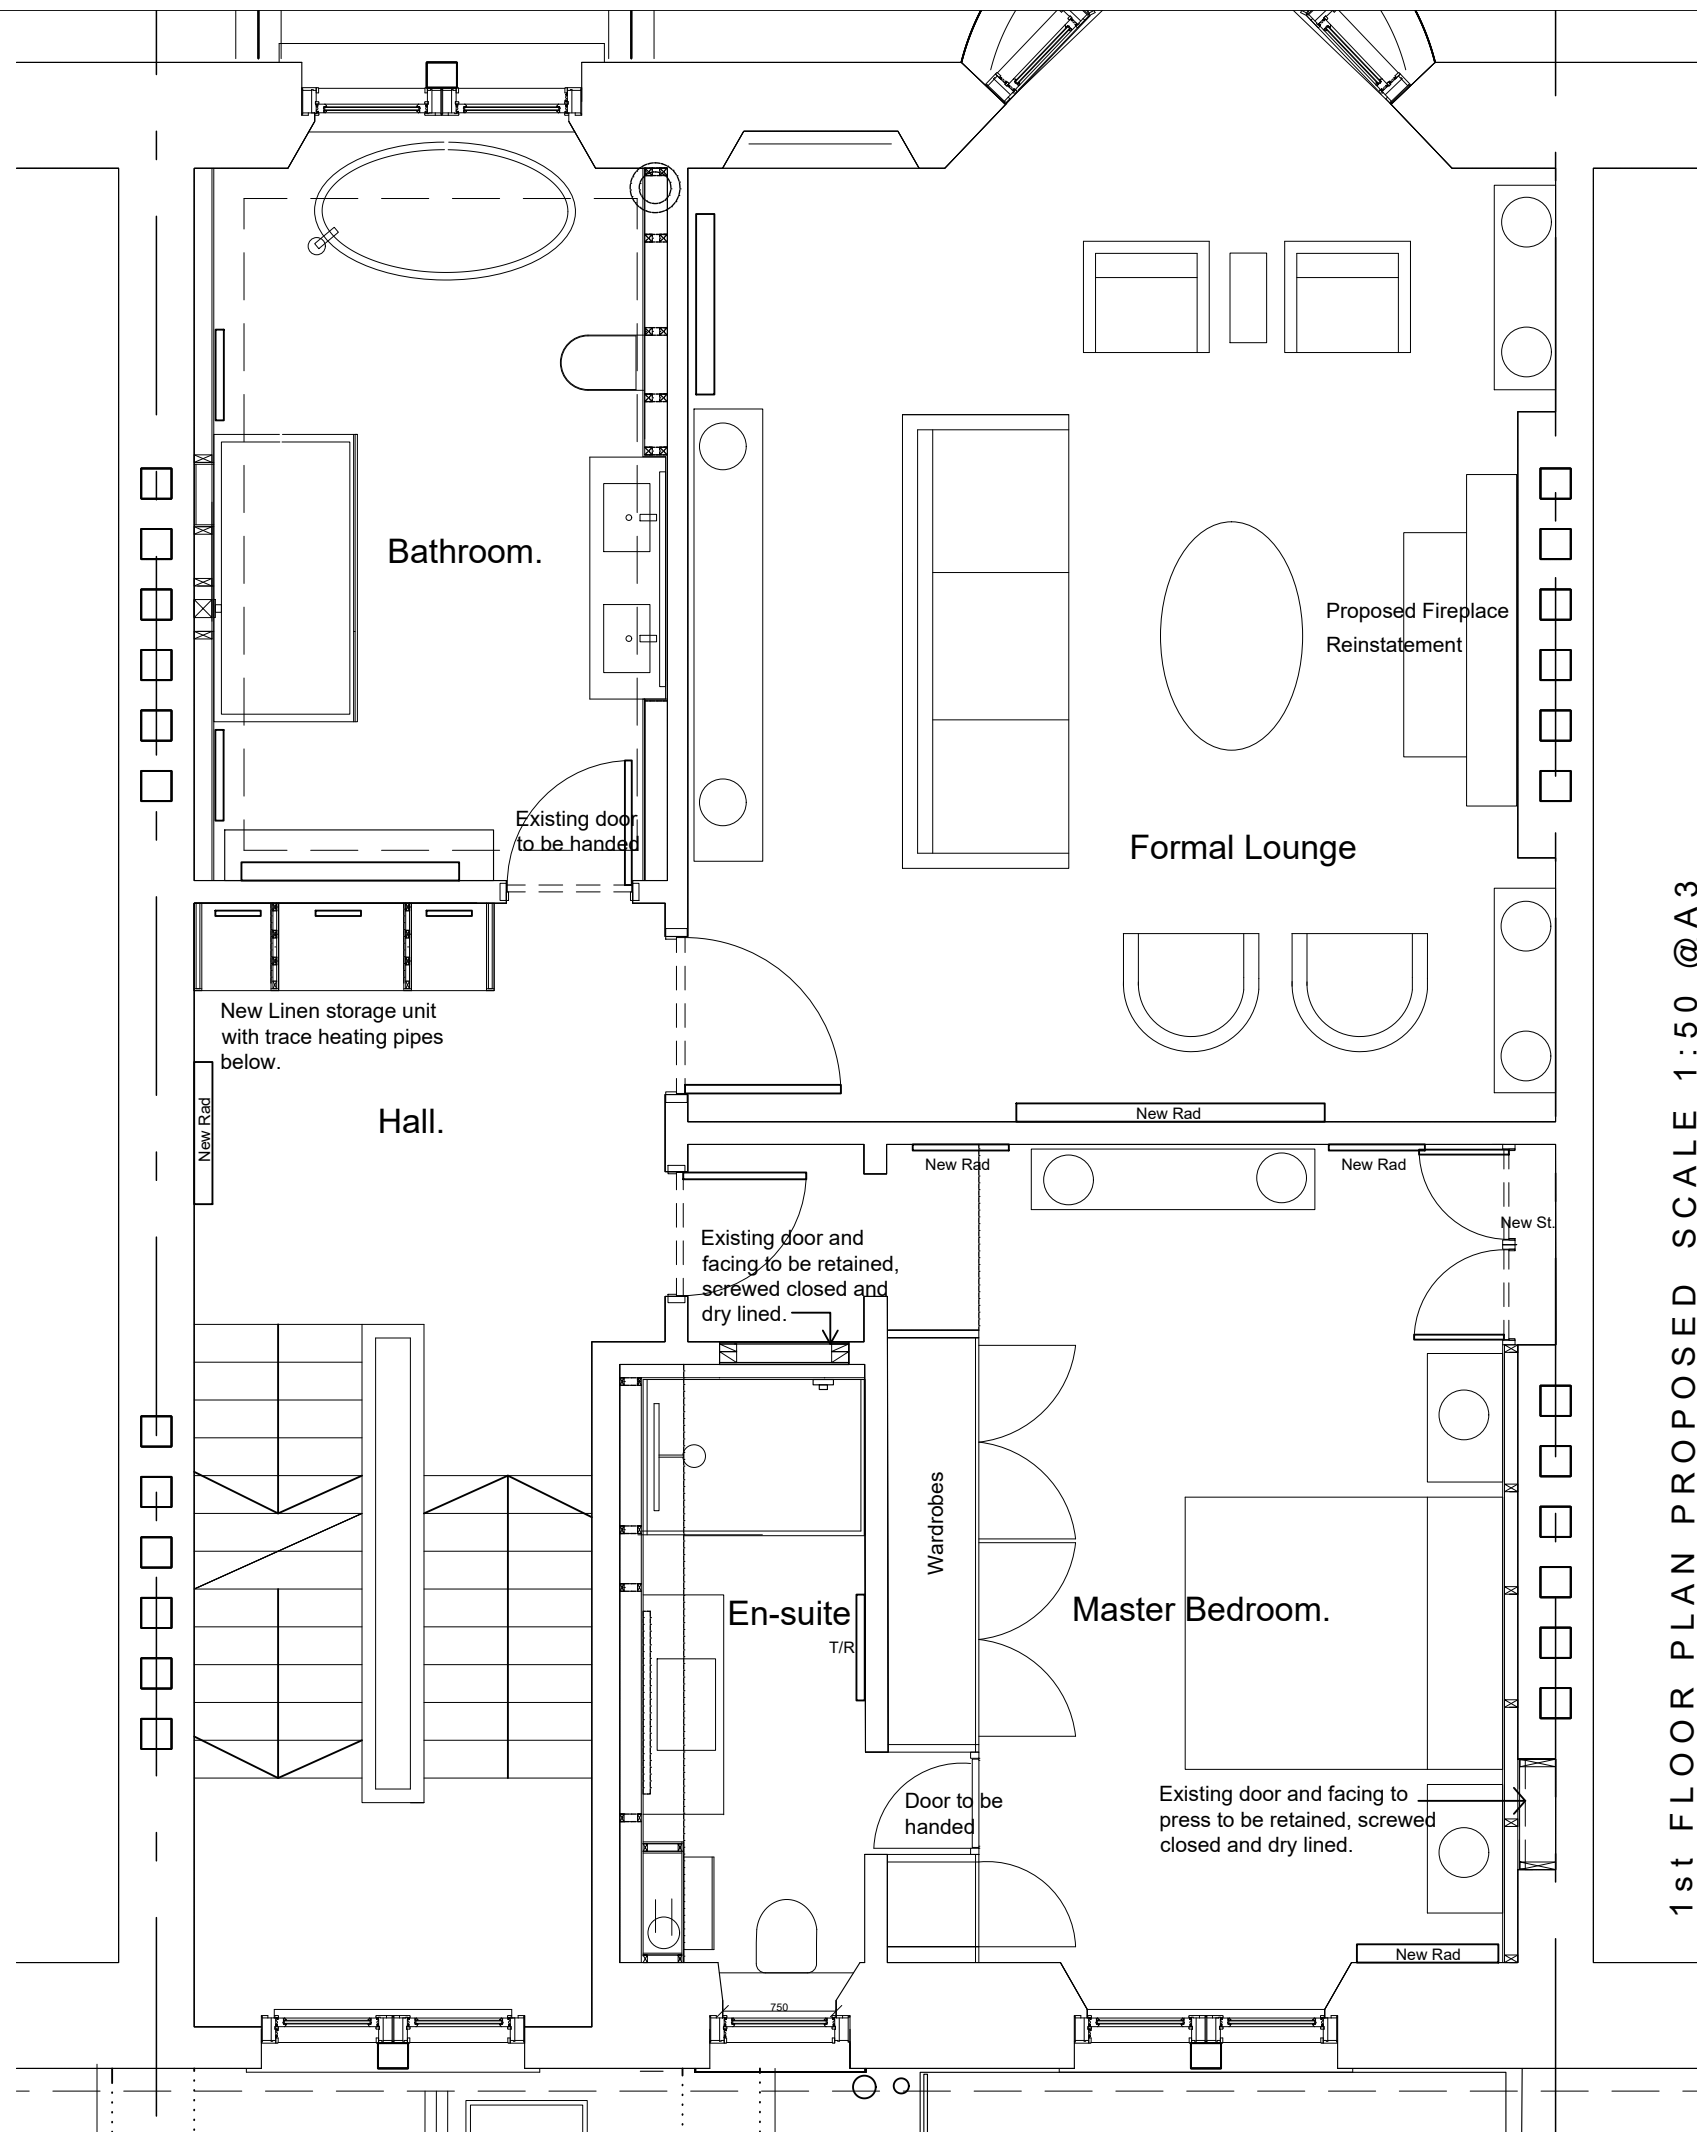 Bathroom.
Proposed Fireplace
Reinstatement
Existing door
to be handed
Formal Lounge
New Linen storage unit
with trace heating pipes
below.
New Rad
Hall.
New Rad
New Rad
New Rad
New St.
Existing door and
facing to be retained,
screwed closed and
dry lined.
Wardrobes
En-suite
T/R
Master Bedroom.
Door to be
handed
Existing door and facing to
press to be retained, screwed
closed and dry lined.
New Rad
750
1st FLOOR PLAN PROPOSED SCALE 1:50 @A3